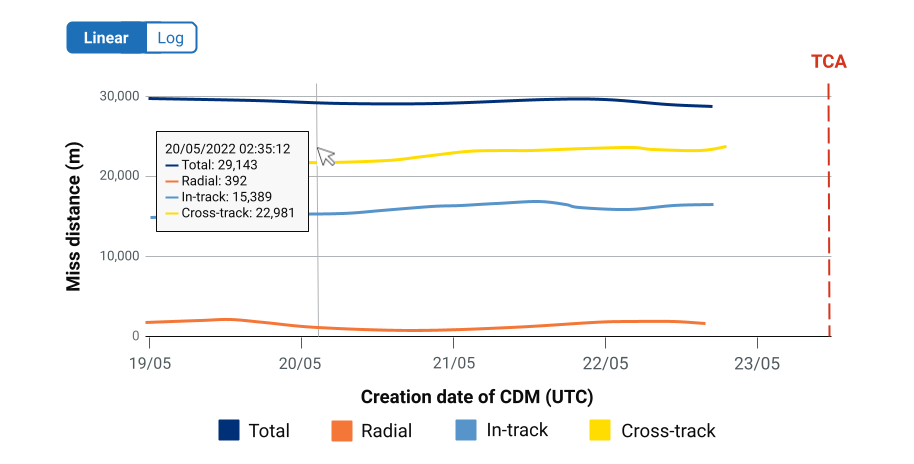 Linear Log
TCA
30,000
20,000
10,000
0
Miss distance (m)
20/05/2022 02:35:12
Total: 29,143
Radial: 392
In-track: 15,389
Cross-track: 22,981
19/05 20/05 21/05 22/05 23/05
Creation date of CDM (UTC)
Total Radial In-track Cross-track